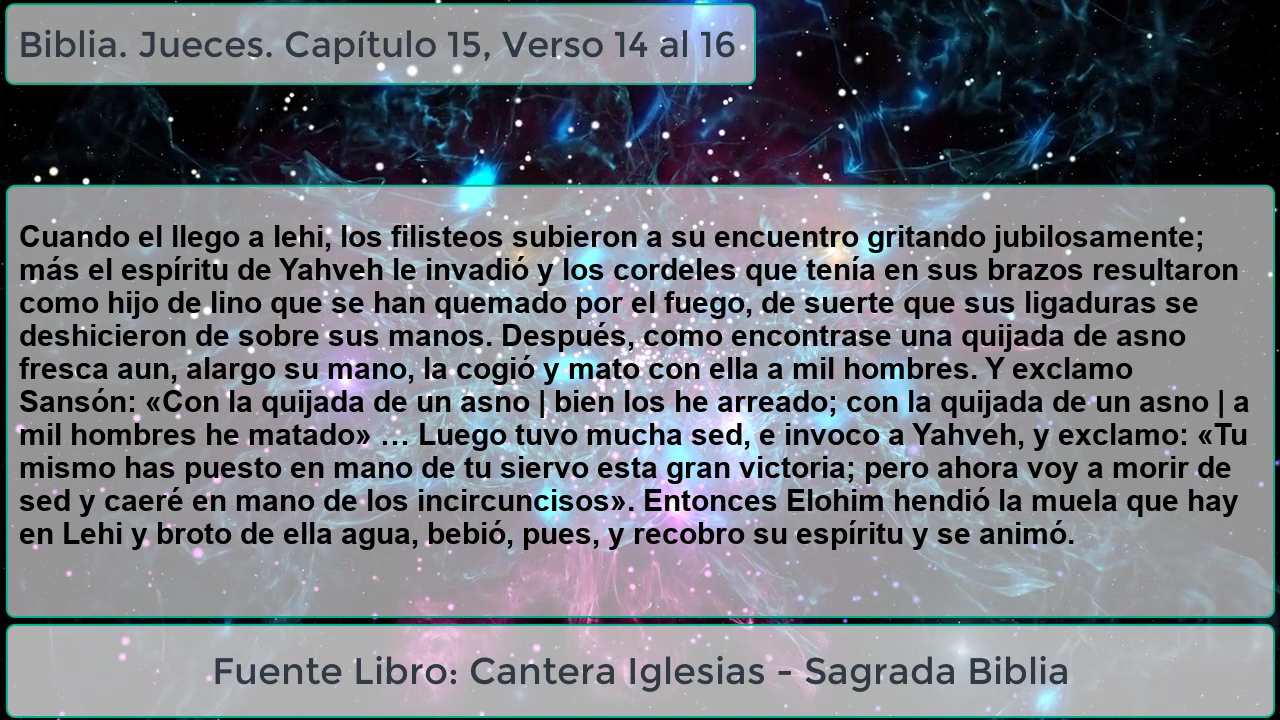 Biblia. Jueces. Capítulo 15, Verso 14 al 16
Cuando el llego a lehi, los filisteos subieron a su encuentro gritando jubilosamente;
más el espíritu de Yahveh le invadió y los cordeles que tenía en sus brazos resultaron
como hijo de lino que se han quemado por el fuego, de suerte que sus ligaduras se
deshicieron de sobre sus manos. Después, como encontrase una quijada de asno
fresca aun, alargo su mano, la cogió y mato con ella a mil hombres. Y exclamo
Sansón: «Con la quijada de un asno | bien los he arreado; con la quijada de un asno | a
mil hombres he matado» … Luego tuvo mucha sed, e invoco a Yahveh, y exclamo: «Tu
mismo has puesto en mano de tu siervo esta gran victoria; pero ahora voy a morir de
sed y caeré en mano de los incircuncisos». Entonces Elohim hendió la muela que hay
en Lehi y broto de ella agua, bebió, pues, y recobro su espíritu y se animó.
Fuente Libro: Cantera Iglesias - Sagrada Biblia